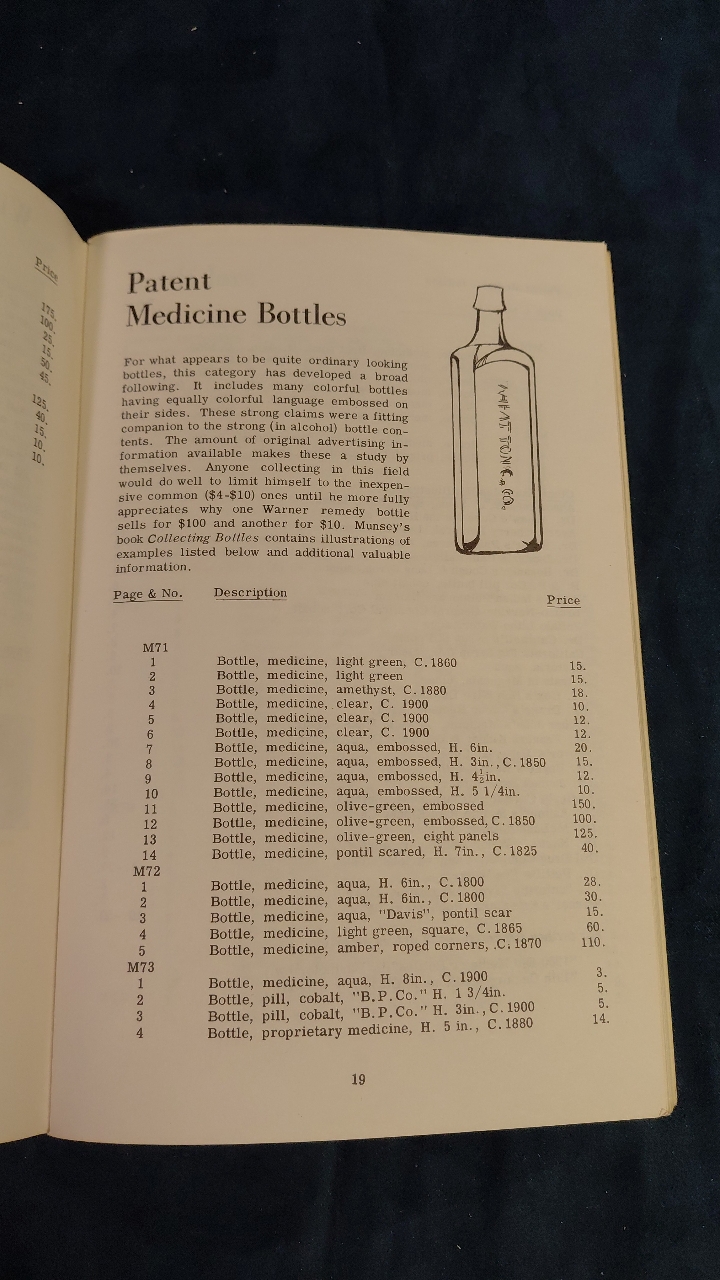 Price
175.
100.
25.
15.
50.
45.
125.
40.
15.
10.
10.
Patent
Medicine Bottles
For what appears to be quite ordinary looking
bottles, this category has developed a broad
following. It includes many colorful bottles
having equally colorful language embossed on
their sides. These strong claims were a fitting
companion to the strong (in alcohol) bottle con-
tents. The amount of original advertising in-
formation available makes these a study by
themselves. Anyone collecting in this field
would do well to limit himself to the inexpen-
sive common ($4-$10) ones until he more fully
appreciates why one Warner remedy bottle
sells for $100 and another for $10. Munsey's
book Collecting Bottles contains illustrations of
examples listed below and additional valuable
information.
Page & No. Description Price
M71
1 Bottle, medicine, light green, C.1860 15.
2 Bottle, medicine, light green 15.
3 Bottle, medicine, amethyst, C.1880 18.
4 Bottle, medicine, clear, C. 1900 10.
5 Bottle, medicine, clear, C. 1900 12.
6 Bottle, medicine, clear, C. 1900 12.
7 Bottle, medicine, aqua, embossed, H. 6in. 20.
8 Bottle, medicine, aqua, embossed, H. 3in., C.1850 15.
9 Bottle, medicine, aqua, embossed, H. 4½in. 12.
10 Bottle, medicine, aqua, embossed, H. 5 1/4in. 10.
11 Bottle, medicine, olive-green, embossed 150.
12 Bottle, medicine, olive-green, embossed, C.1850 100.
13 Bottle, medicine, olive-green, eight panels 125.
14 Bottle, medicine, pontil scared, H. 7in., C.1825 40.
M72
1 Bottle, medicine, aqua, H. 6in., C.1800 28.
2 Bottle, medicine, aqua, H. 6in., C.1800 30.
3 Bottle, medicine, aqua, "Davis", pontil scar 15.
4 Bottle, medicine, light green, square, C.1865 60.
5 Bottle, medicine, amber, roped corners, C.1870 110.
M73
1 Bottle, medicine, aqua, H. 8in., C.1900 3.
2 Bottle, pill, cobalt, "B.P.Co." H. 1 3/4in. 5.
3 Bottle, pill, cobalt, "B.P.Co." H. 3in., C.1900 5.
4 Bottle, proprietary medicine, H. 5 in., C.1880 14.
19